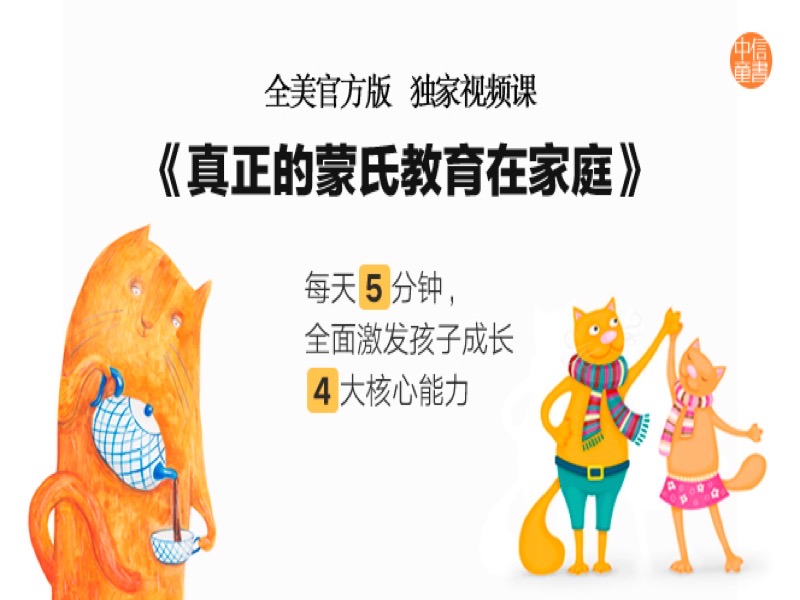 中信
童書
全美官方版 独家视频课
《真正的蒙氏教育在家庭》
每天5分钟,
全面激发孩子成长
4大核心能力